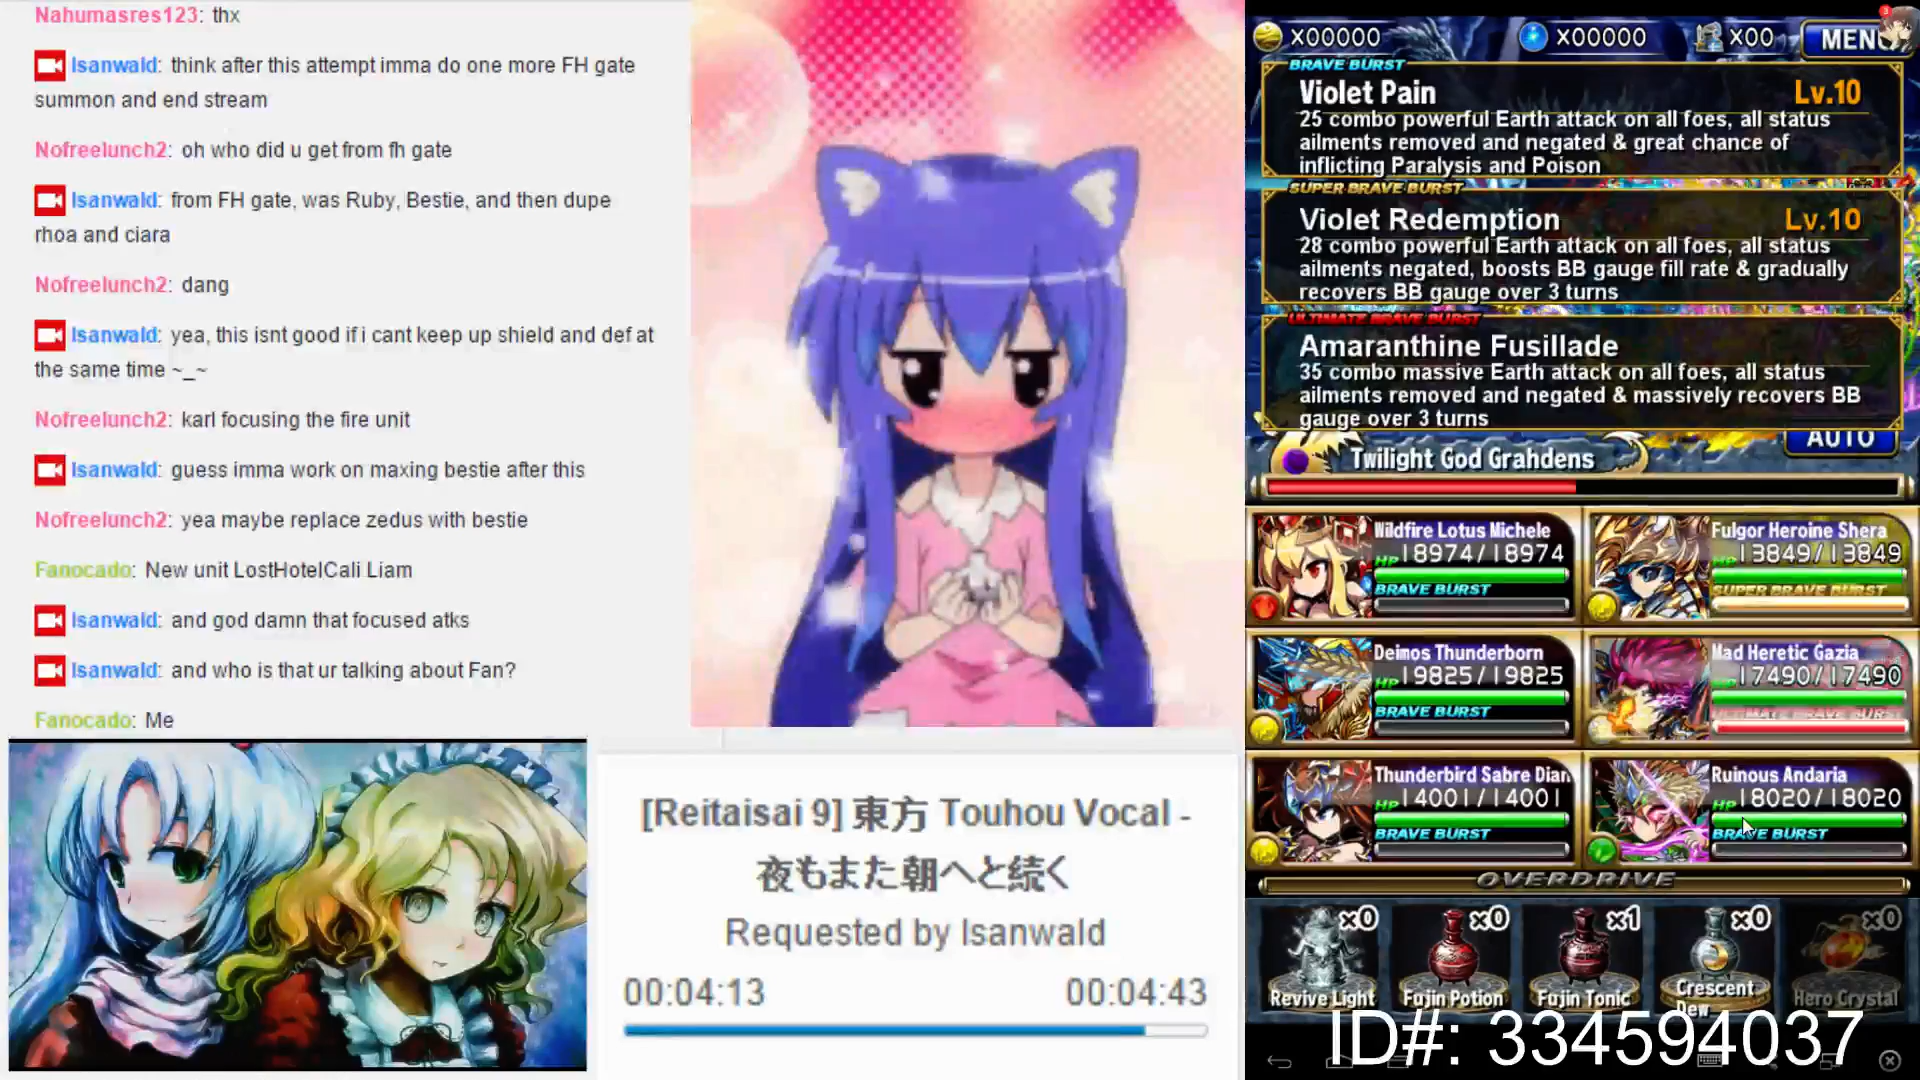 Nahumasres123: thx
Isanwald: think after this attempt imma do one more FH gate
summon and end stream
Nofreelunch2: oh who did u get from fh gate
Isanwald: from FH gate, was Ruby, Bestie, and then dupe
rhoa and ciara
Nofreelunch2: dang
Isanwald: yea, this isnt good if i cant keep up shield and def at
the same time ~_~
Nofreelunch2: karl focusing the fire unit
Isanwald: guess imma work on maxing bestie after this
Nofreelunch2: yea maybe replace zedus with bestie
Fanocado: New unit LostHotelCali Liam
Isanwald: and god damn that focused atks
Isanwald: and who is that ur talking about Fan?
Fanocado: Me
[Reitaisai 9] 東方 Touhou Vocal -
夜もまた朝へと続く
Requested by Isanwald
00:04:13 00:04:43
X00000 X00000 X00 MENU
3
BRAVE BURST
Violet Pain Lv.10
25 combo powerful Earth attack on all foes, all status
ailments removed and negated & great chance of
inflicting Paralysis and Poison
SUPER BRAVE BURST
Violet Redemption Lv.10
28 combo powerful Earth attack on all foes, all status
ailments negated, boosts BB gauge fill rate & gradually
recovers BB gauge over 3 turns
ULTIMATE BRAVE BURST
Amaranthine Fusillade
35 combo massive Earth attack on all foes, all status
ailments removed and negated & massively recovers BB
gauge over 3 turns
AUTO
Twilight God Grahdens
Wildfire Lotus Michele
HP 18974/18974
BRAVE BURST
Fulgor Heroine Shera
HP 13849/13849
SUPER BRAVE BURST
Deimos Thunderborn
HP 19825/19825
BRAVE BURST
Mad Heretic Gazia
HP 17490/17490
Thunderbird Sabre Dian
HP 14001/14001
BRAVE BURST
Ruinous Andaria
HP 18020/18020
BRAVE BURST
OVERDRIVE
x0 x0 x1 x0 x0
Revive Light Fujin Potion Fujin Tonic Crescent Dew Hero Crystal
ID#: 334594037